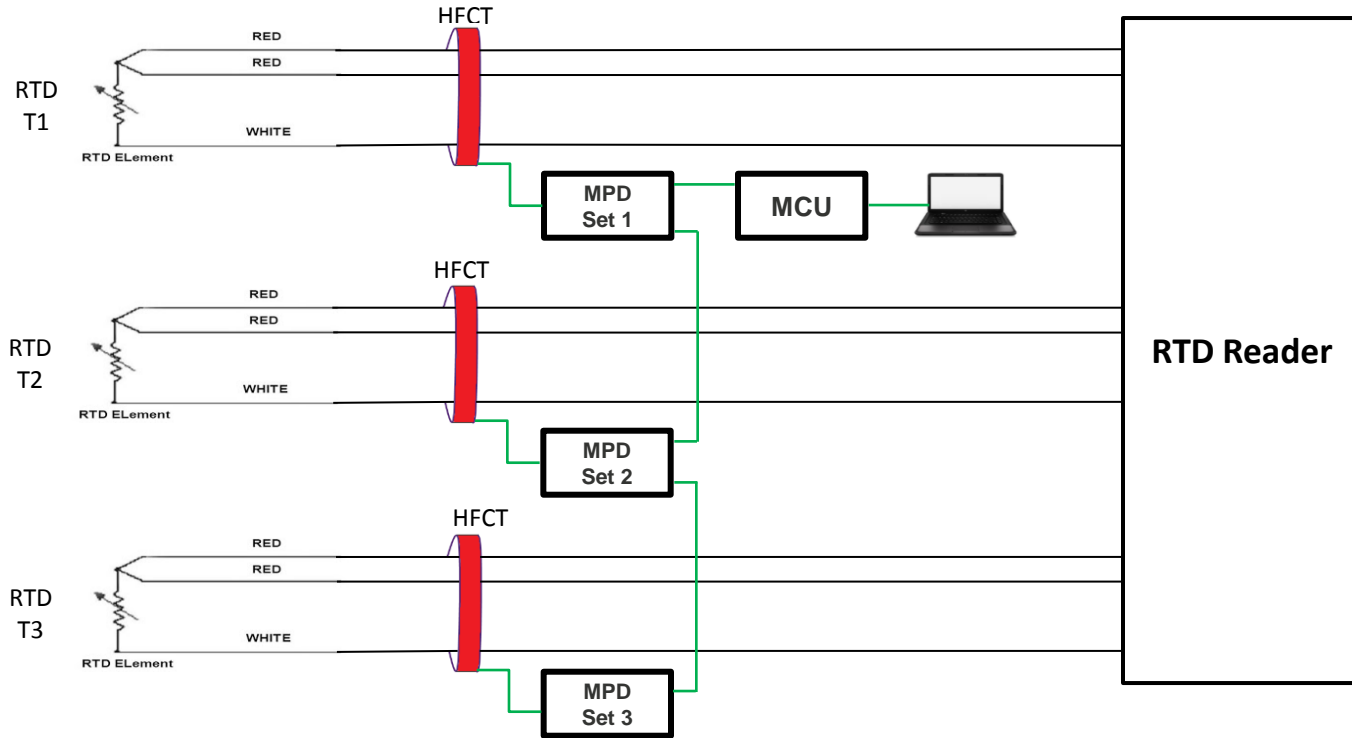 HFCT
RED
RED
RTD
T1
WHITE
RTD ELement
MPD
Set 1
MCU
HFCT
RED
RED
RTD
T2
WHITE
RTD ELement
MPD
Set 2
RTD Reader
HFCT
RED
RED
RTD
T3
WHITE
RTD ELement
MPD
Set 3